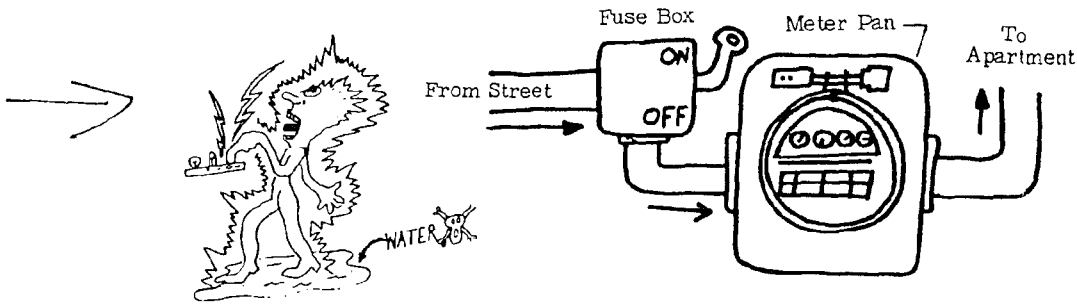 Fuse Box
Meter Pan
To
Apartment
ON
From Street
OFF
WATER